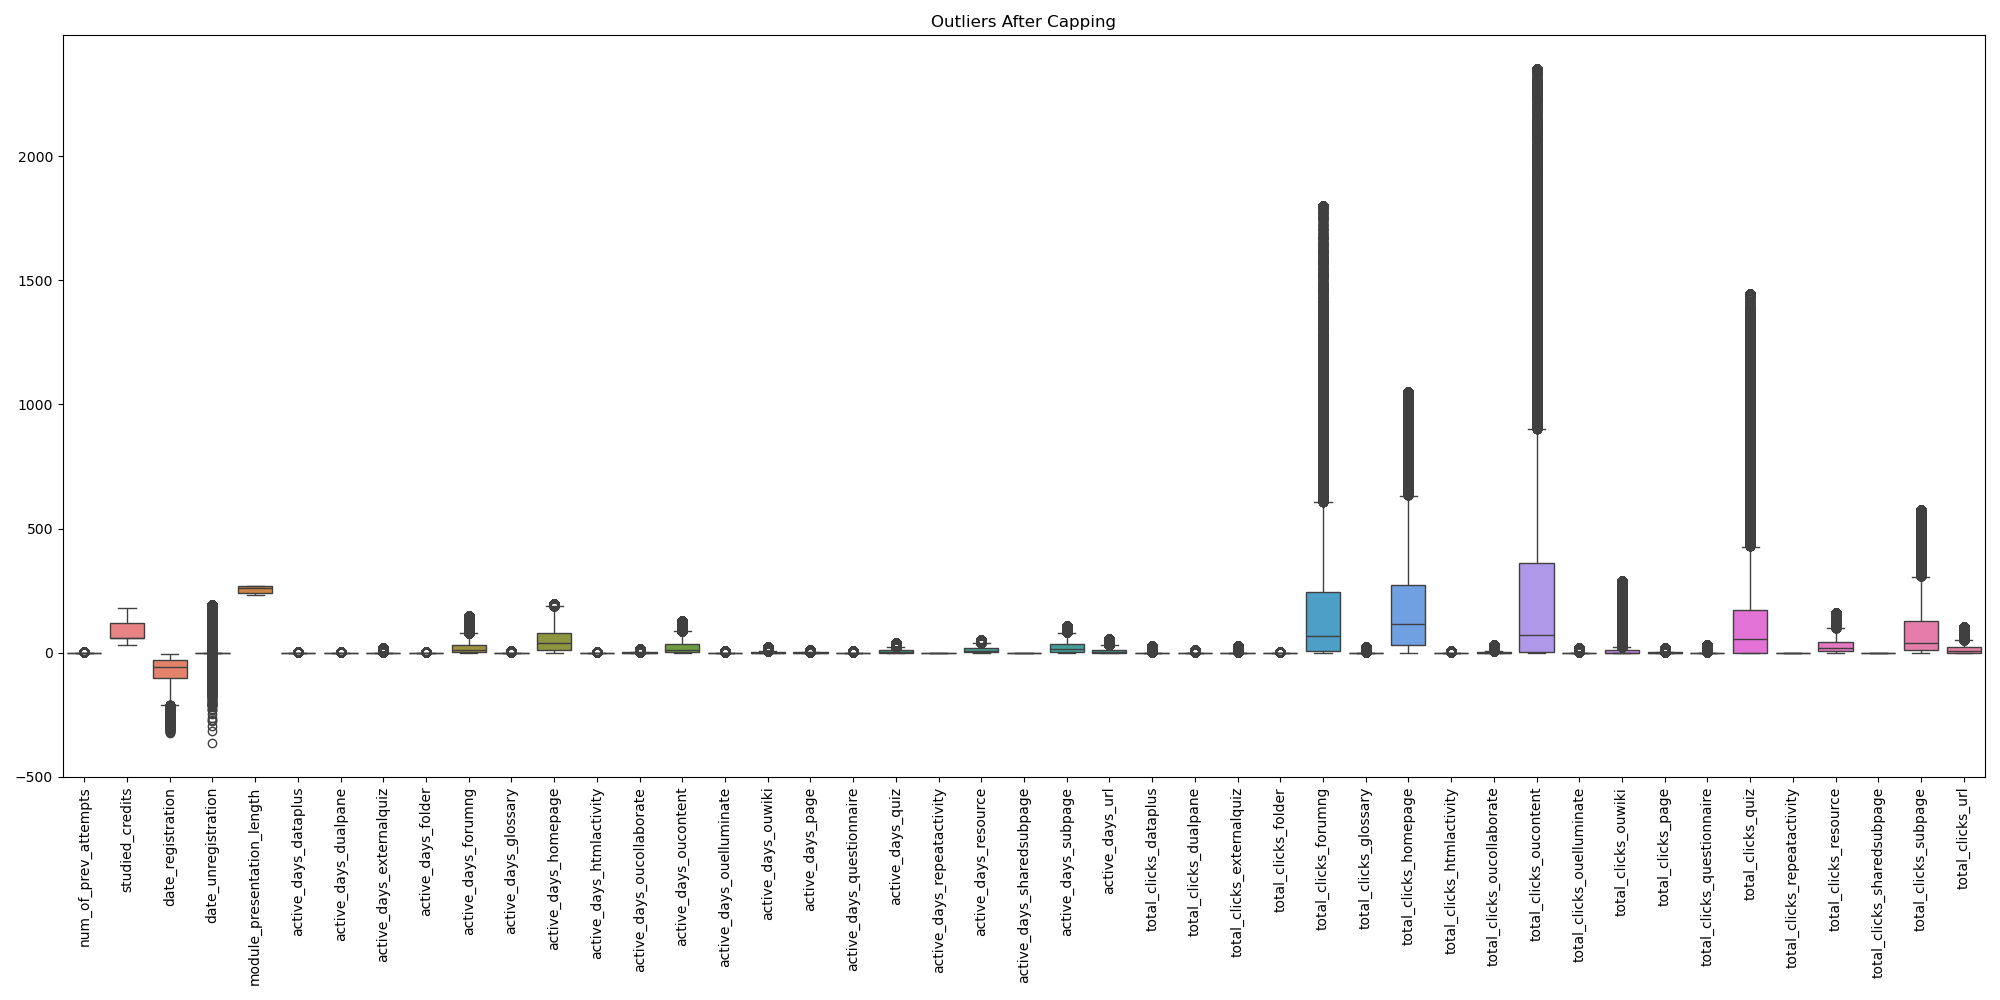 Outliers After Capping
2000
1500
1000
500
0
−500
num_of_prev_attempts
studied_credits
date_registration
date_unregistration
module_presentation_length
active_days_dataplus
active_days_dualpane
active_days_externalquiz
active_days_folder
active_days_forumng
active_days_glossary
active_days_homepage
active_days_htmlactivity
active_days_oucollaborate
active_days_oucontent
active_days_ouelluminate
active_days_ouwiki
active_days_page
active_days_questionnaire
active_days_quiz
active_days_repeatactivity
active_days_resource
active_days_sharedsubpage
active_days_subpage
active_days_url
total_clicks_dataplus
total_clicks_dualpane
total_clicks_externalquiz
total_clicks_folder
total_clicks_forumng
total_clicks_glossary
total_clicks_homepage
total_clicks_htmlactivity
total_clicks_oucollaborate
total_clicks_oucontent
total_clicks_ouelluminate
total_clicks_ouwiki
total_clicks_page
total_clicks_questionnaire
total_clicks_quiz
total_clicks_repeatactivity
total_clicks_resource
total_clicks_sharedsubpage
total_clicks_subpage
total_clicks_url